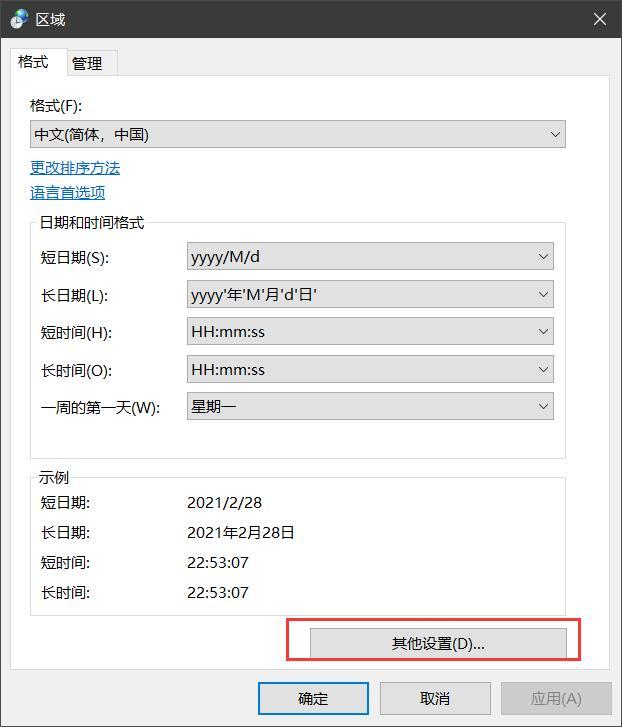 区域
格式 管理
格式(F):
中文(简体，中国)
更改排序方法
语言首选项
日期和时间格式
短日期(S): yyyy/M/d
长日期(L): yyyy'年'M'月'd'日'
短时间(H): HH:mm:ss
长时间(O): HH:mm:ss
一周的第一天(W): 星期一
示例
短日期: 2021/2/28
长日期: 2021年2月28日
短时间: 22:53:07
长时间: 22:53:07
其他设置(D)...
确定 取消 应用(A)